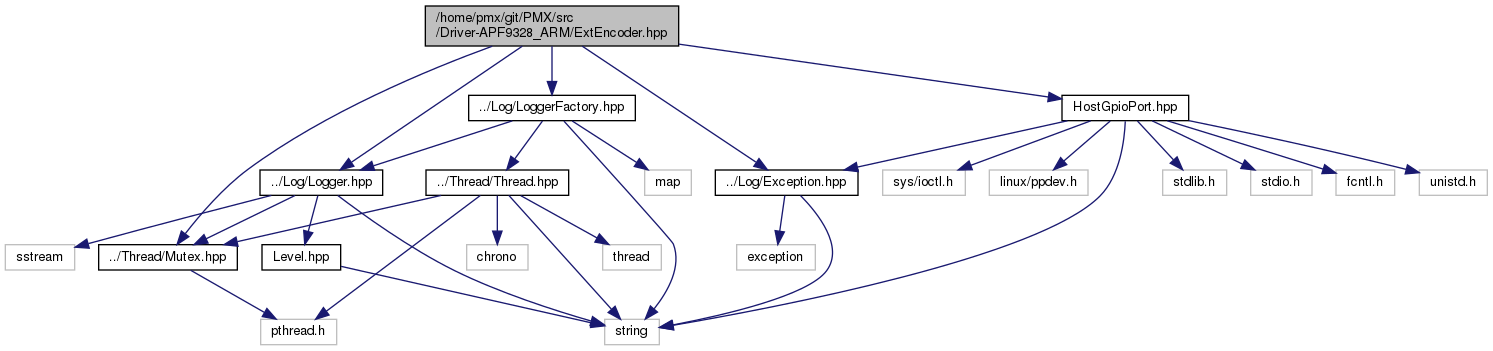 /home/pmx/git/PMX/src
/Driver-APF9328_ARM/ExtEncoder.hpp
../Log/LoggerFactory.hpp
HostGpioPort.hpp
../Log/Logger.hpp
../Thread/Thread.hpp
map
../Log/Exception.hpp
sys/ioctl.h
linux/ppdev.h
stdlib.h
stdio.h
fcntl.h
unistd.h
sstream
../Thread/Mutex.hpp
Level.hpp
chrono
thread
exception
pthread.h
string